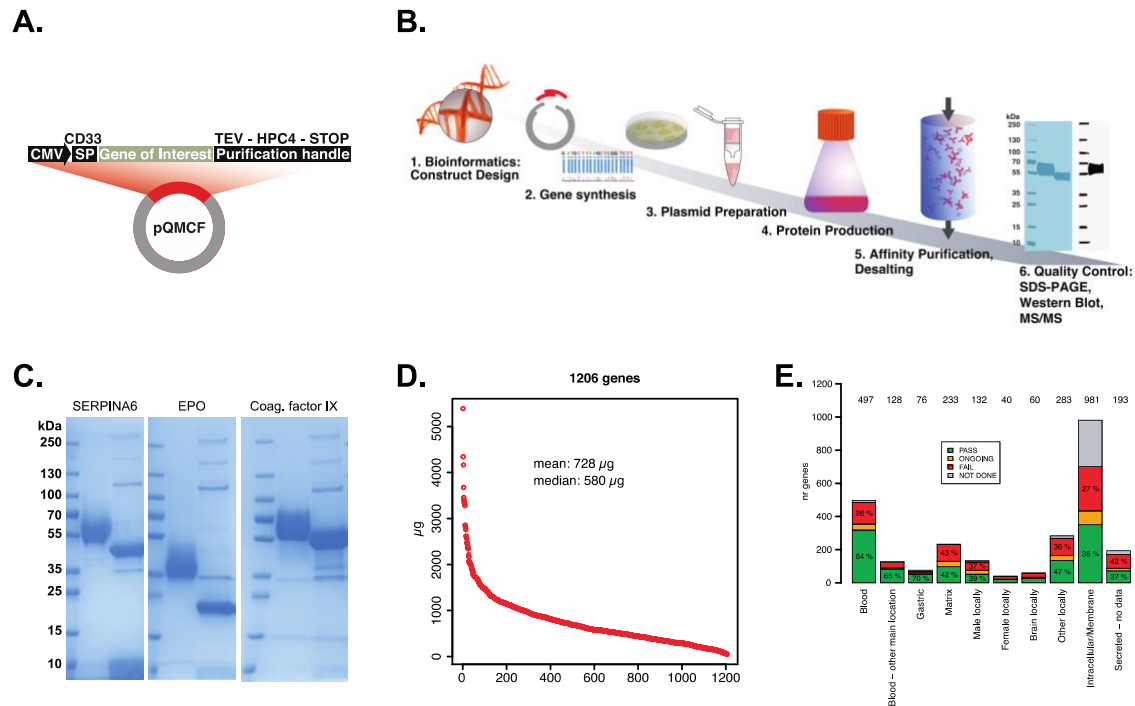 A.
CD33
TEV - HPC4 - STOP
CMV
SP
Gene of Interest
Purification handle
pQMCF
B.
1. Bioinformatics:
Construct Design
2. Gene synthesis
3. Plasmid Preparation
4. Protein Production
5. Affinity Purification,
Desalting
kDa
250
130
100
70
55
35
25
15
10
6. Quality Control:
SDS-PAGE,
Western Blot,
MS/MS
C.
SERPINA6
EPO
Coag. factor IX
kDa
250
130
100
70
55
35
25
15
10
D.
1206 genes
mean: 728 µg
median: 580 µg
µg
5000
4000
3000
2000
1000
0
0 200 400 600 800 1000 1200
E.
nr genes
1200
1000
800
600
400
200
0
497 128 76 233 132 40 60 283 981 193
PASS
ONGOING
FAIL
NOT DONE
26 %
64 %
65 %
70 %
43 %
42 %
37 %
39 %
36 %
47 %
27 %
36 %
42 %
37 %
Blood
Blood – other main location
Gastric
Matrix
Male locally
Female locally
Brain locally
Other locally
Intracellular/Membrane
Secreted – no data